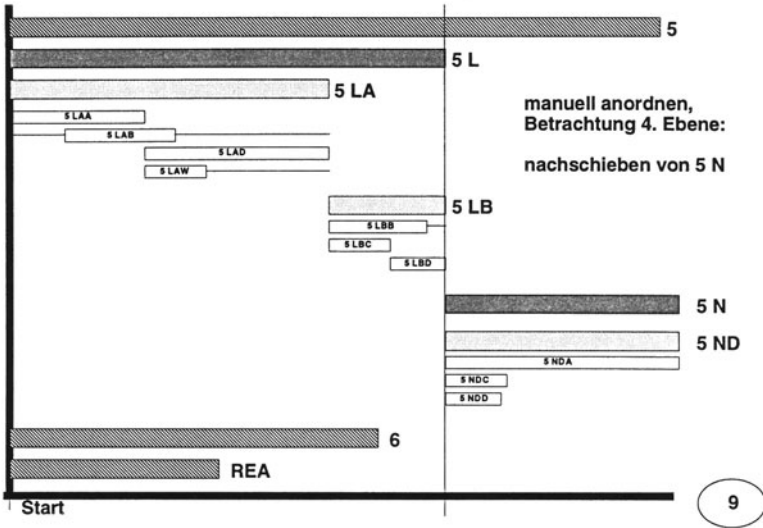 5
5 L
5 LA
5 LAA
5 LAB
5 LAD
5 LAW
manuell anordnen,
Betrachtung 4. Ebene:
nachschieben von 5 N
5 LB
5 LBB
5 LBC
5 LBD
5 N
5 ND
5 NDA
5 NDC
5 NDD
6
REA
Start
9